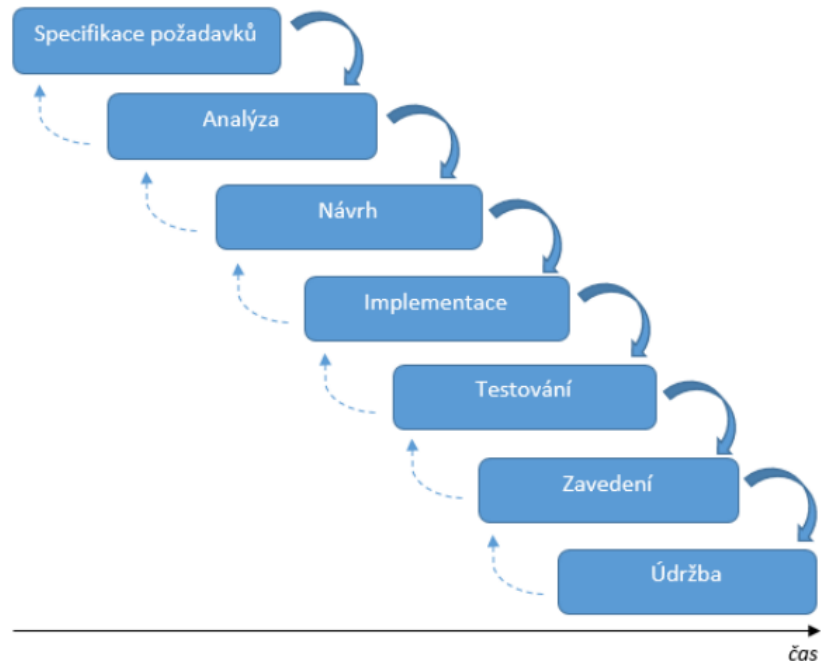 Specifikace požadavků
Analýza
Návrh
Implementace
Testování
Zavedení
Údržba
čas